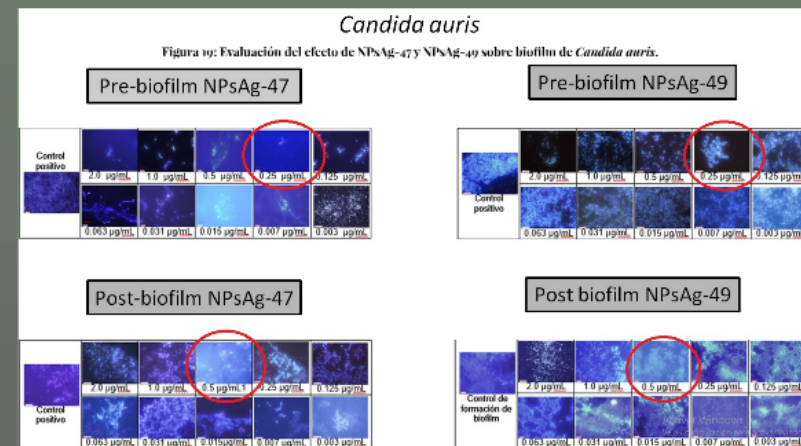 Candida auris
Figura 19: Evaluación del efecto de NPsAg-47 y NPsAg-49 sobre biofilm de Candida auris.
Pre-biofilm NPsAg-47
Control
positivo
2.0 µg/mL 1.0 µg/mL 0.5 µg/mL 0.25 µg/mL 0.125 µg/mL
0.063 µg/mL 0.031 µg/mL 0.015 µg/mL 0.007 µg/mL 0.003 µg/mL
Pre-biofilm NPsAg-49
Control
positivo
2.0 µg/mL 1.0 µg/mL 0.5 µg/mL 0.25 µg/mL 0.125 µg/mL
0.063 µg/mL 0.031 µg/mL 0.015 µg/mL 0.007 µg/mL 0.003 µg/mL
Post-biofilm NPsAg-47
Control
positivo
2.0 µg/mL 1.0 µg/mL 0.5 µg/mL1 0.25 µg/mL 0.125 µg/mL
0.063 µg/mL 0.031 µg/mL 0.015µg/mL 0.007 µg/mL 0.003 µg/mL
Post biofilm NPsAg-49
Control de
formación de
biofilm
2.0 µg/mL 1.0 µg/mL 0.5 µg/mL 0.25 µg/mL 0.125 µg/mL
0.063 µg/mL 0.031 µg/mL 0.015 µg/mL 0.007 µg/mL 0.003 µg/mL